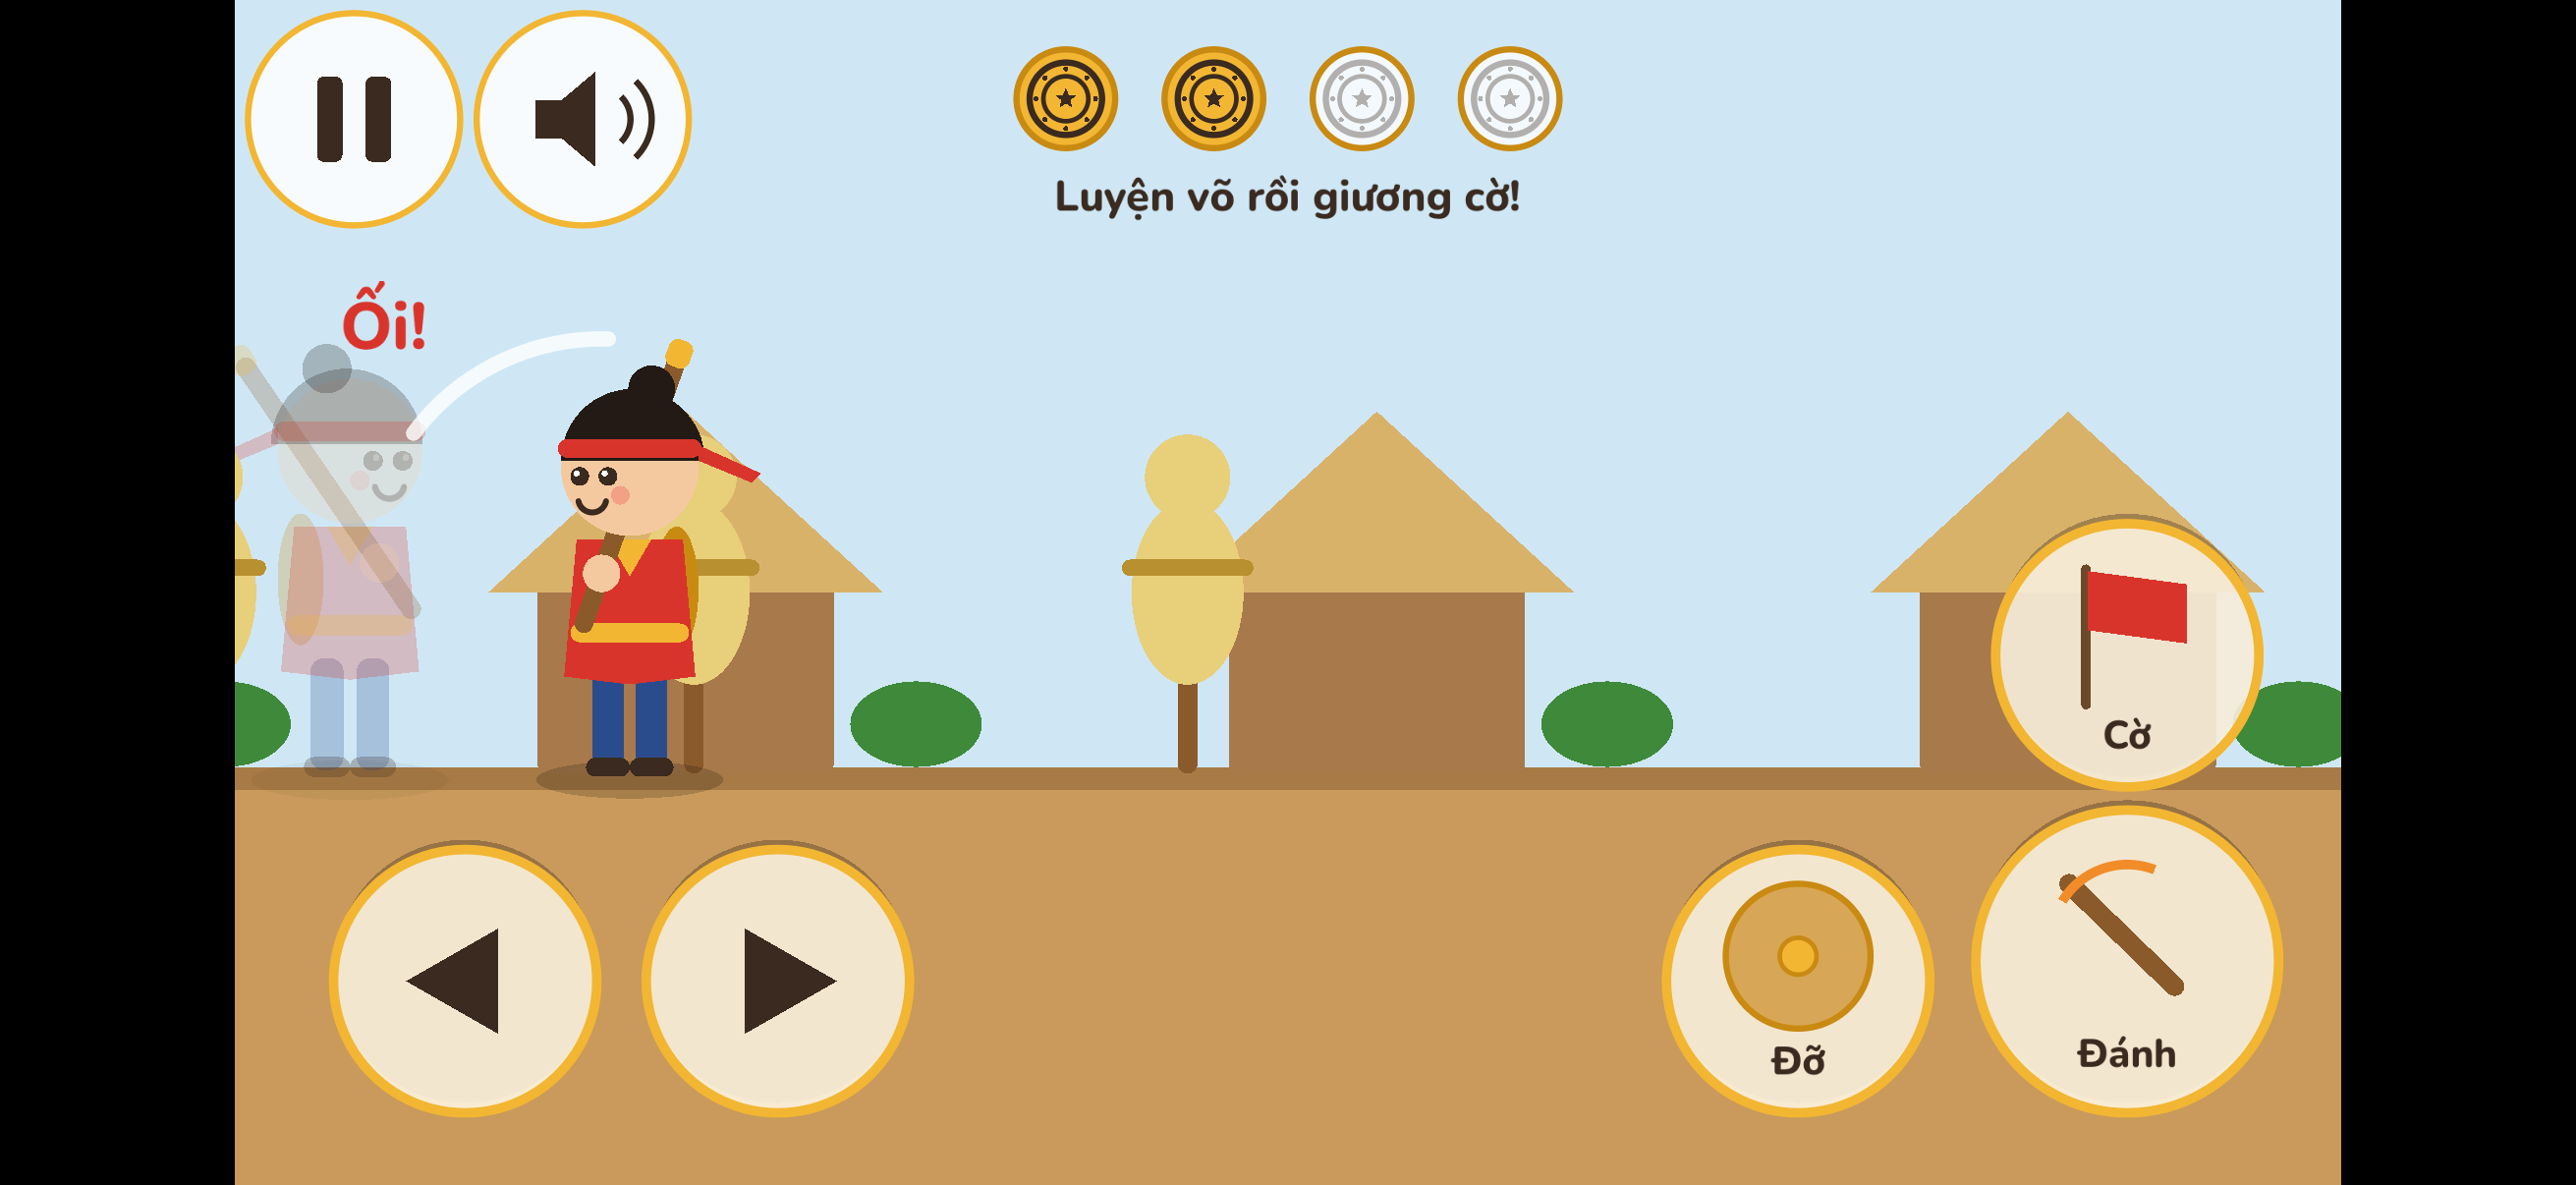 Luyện võ rồi giương cờ!
Ối!
Cờ
Đỡ
Đánh